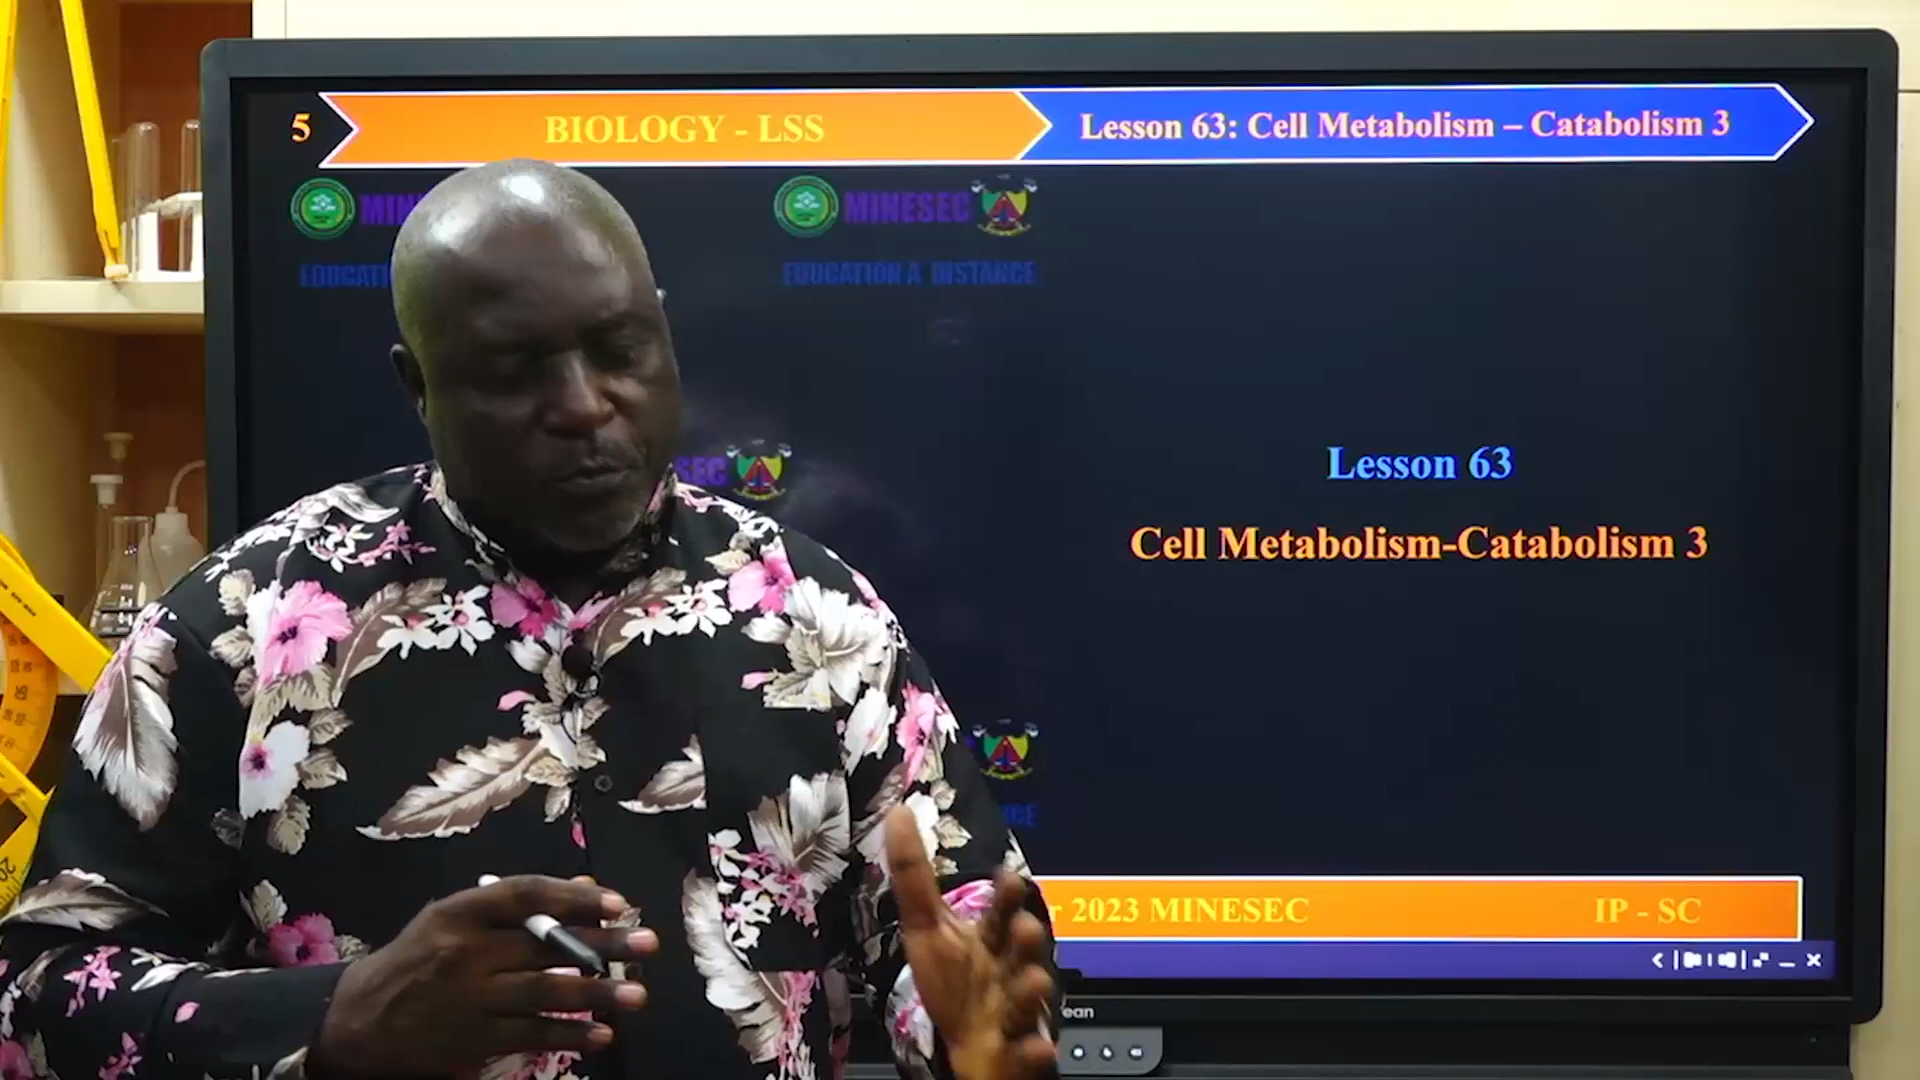 5
BIOLOGY - LSS
Lesson 63: Cell Metabolism – Catabolism 3
MINESEC
EDUCATION A DISTANCE
Lesson 63
Cell Metabolism-Catabolism 3
2023 MINESEC
IP - SC